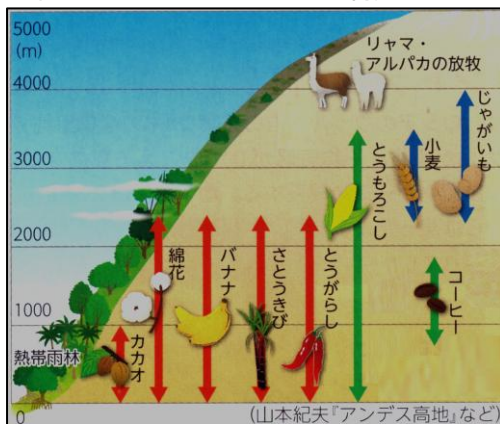 5000
(m)
4000
3000
2000
1000
0
リャマ・
アルパカの放牧
じゃがいも
小麦
とうもろこし
コーヒー
とうがらし
さとうきび
バナナ
綿花
カカオ
熱帯雨林
(山本紀夫『アンデス高地』など)